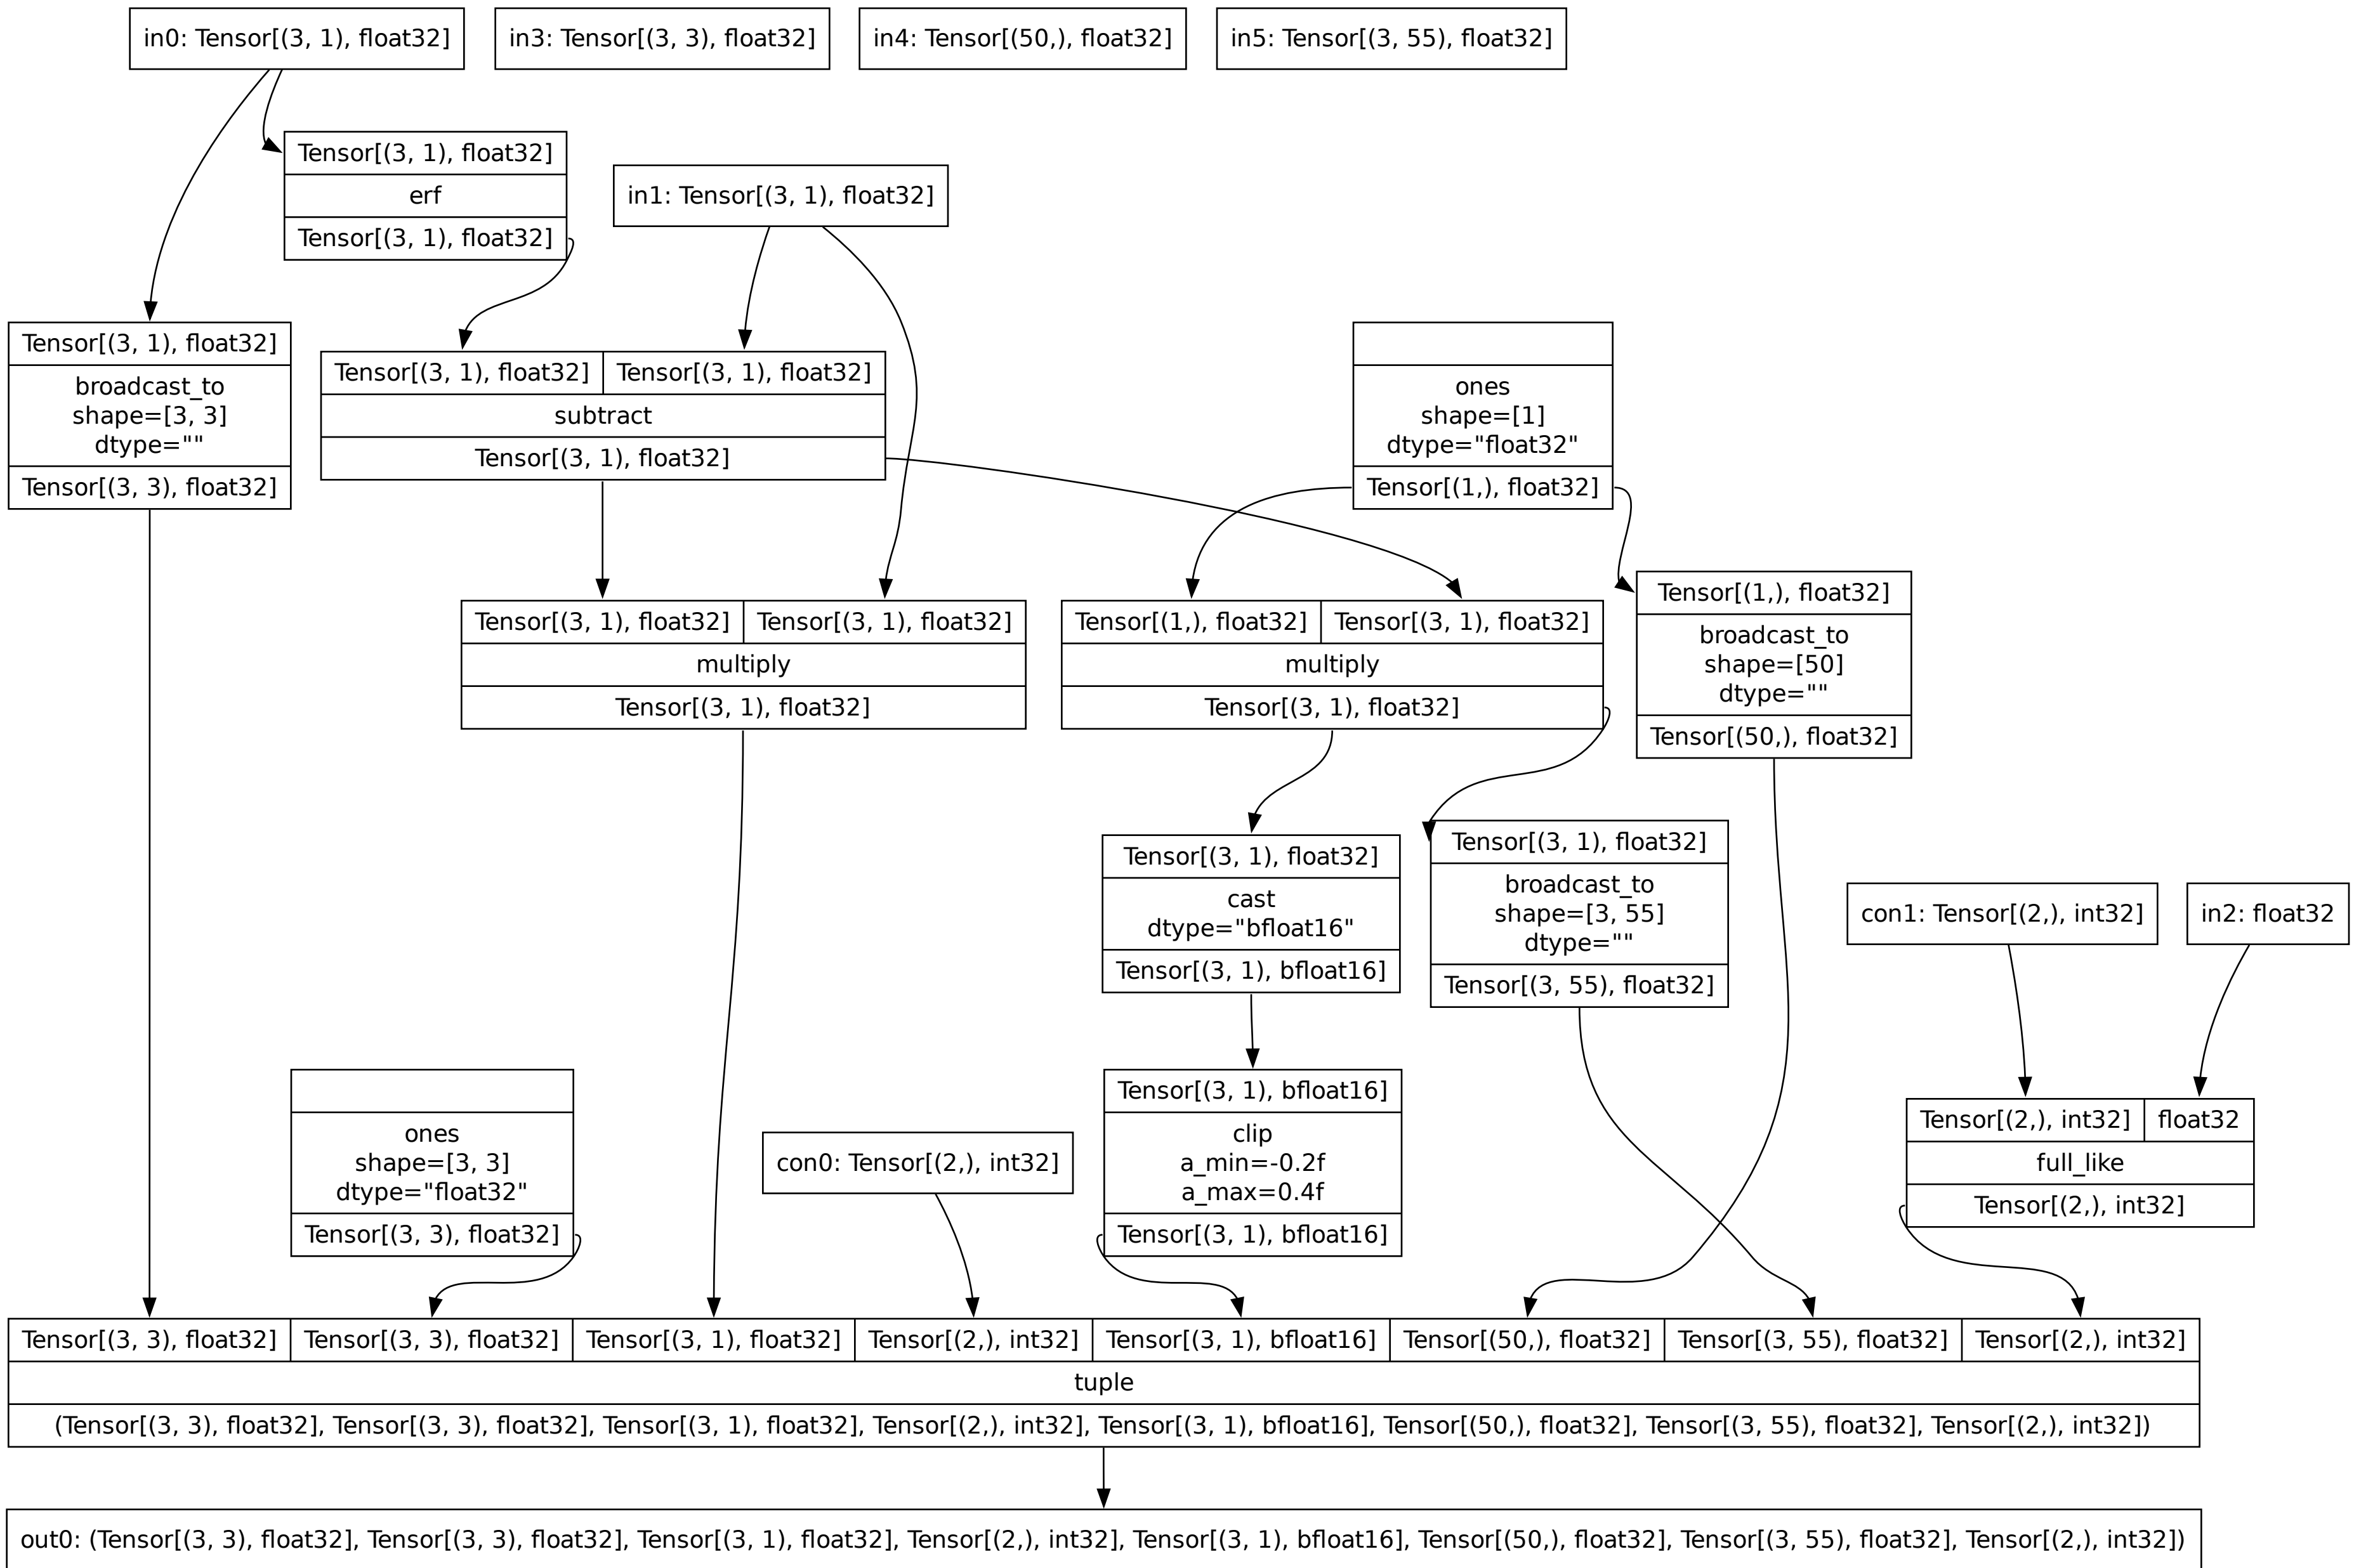 in0: Tensor[(3, 1), float32]
in3: Tensor[(3, 3), float32]
in4: Tensor[(50,), float32]
in5: Tensor[(3, 55), float32]
Tensor[(3, 1), float32]
erf
Tensor[(3, 1), float32]
in1: Tensor[(3, 1), float32]
Tensor[(3, 1), float32]
broadcast_to
shape=[3, 3]
dtype=""
Tensor[(3, 3), float32]
Tensor[(3, 1), float32]
Tensor[(3, 1), float32]
subtract
Tensor[(3, 1), float32]
ones
shape=[1]
dtype="float32"
Tensor[(1,), float32]
Tensor[(3, 1), float32]
Tensor[(3, 1), float32]
multiply
Tensor[(3, 1), float32]
Tensor[(1,), float32]
Tensor[(3, 1), float32]
multiply
Tensor[(3, 1), float32]
Tensor[(1,), float32]
broadcast_to
shape=[50]
dtype=""
Tensor[(50,), float32]
Tensor[(3, 1), float32]
cast
dtype="bfloat16"
Tensor[(3, 1), bfloat16]
Tensor[(3, 1), float32]
broadcast_to
shape=[3, 55]
dtype=""
Tensor[(3, 55), float32]
con1: Tensor[(2,), int32]
in2: float32
ones
shape=[3, 3]
dtype="float32"
Tensor[(3, 3), float32]
con0: Tensor[(2,), int32]
Tensor[(3, 1), bfloat16]
clip
a_min=-0.2f
a_max=0.4f
Tensor[(3, 1), bfloat16]
Tensor[(2,), int32]
float32
full_like
Tensor[(2,), int32]
Tensor[(3, 3), float32]
Tensor[(3, 3), float32]
Tensor[(3, 1), float32]
Tensor[(2,), int32]
Tensor[(3, 1), bfloat16]
Tensor[(50,), float32]
Tensor[(3, 55), float32]
Tensor[(2,), int32]
tuple
(Tensor[(3, 3), float32], Tensor[(3, 3), float32], Tensor[(3, 1), float32], Tensor[(2,), int32], Tensor[(3, 1), bfloat16], Tensor[(50,), float32], Tensor[(3, 55), float32], Tensor[(2,), int32])
out0: (Tensor[(3, 3), float32], Tensor[(3, 3), float32], Tensor[(3, 1), float32], Tensor[(2,), int32], Tensor[(3, 1), bfloat16], Tensor[(50,), float32], Tensor[(3, 55), float32], Tensor[(2,), int32])